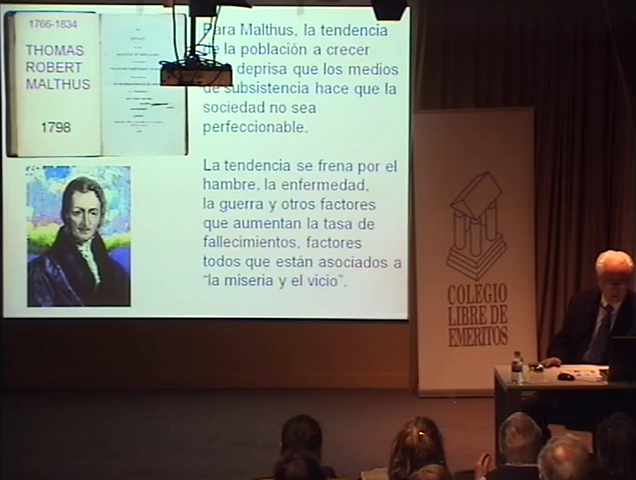 1766-1834
THOMAS
ROBERT
MALTHUS
1798
Para Malthus, la tendencia
de la población a crecer
deprisa que los medios
de subsistencia hace que la
sociedad no sea
perfeccionable.
La tendencia se frena por el
hambre, la enfermedad,
la guerra y otros factores
que aumentan la tasa de
fallecimientos, factores
todos que están asociados a
“la miseria y el vicio”.
COLEGIO
LIBRE DE
EMERITOS